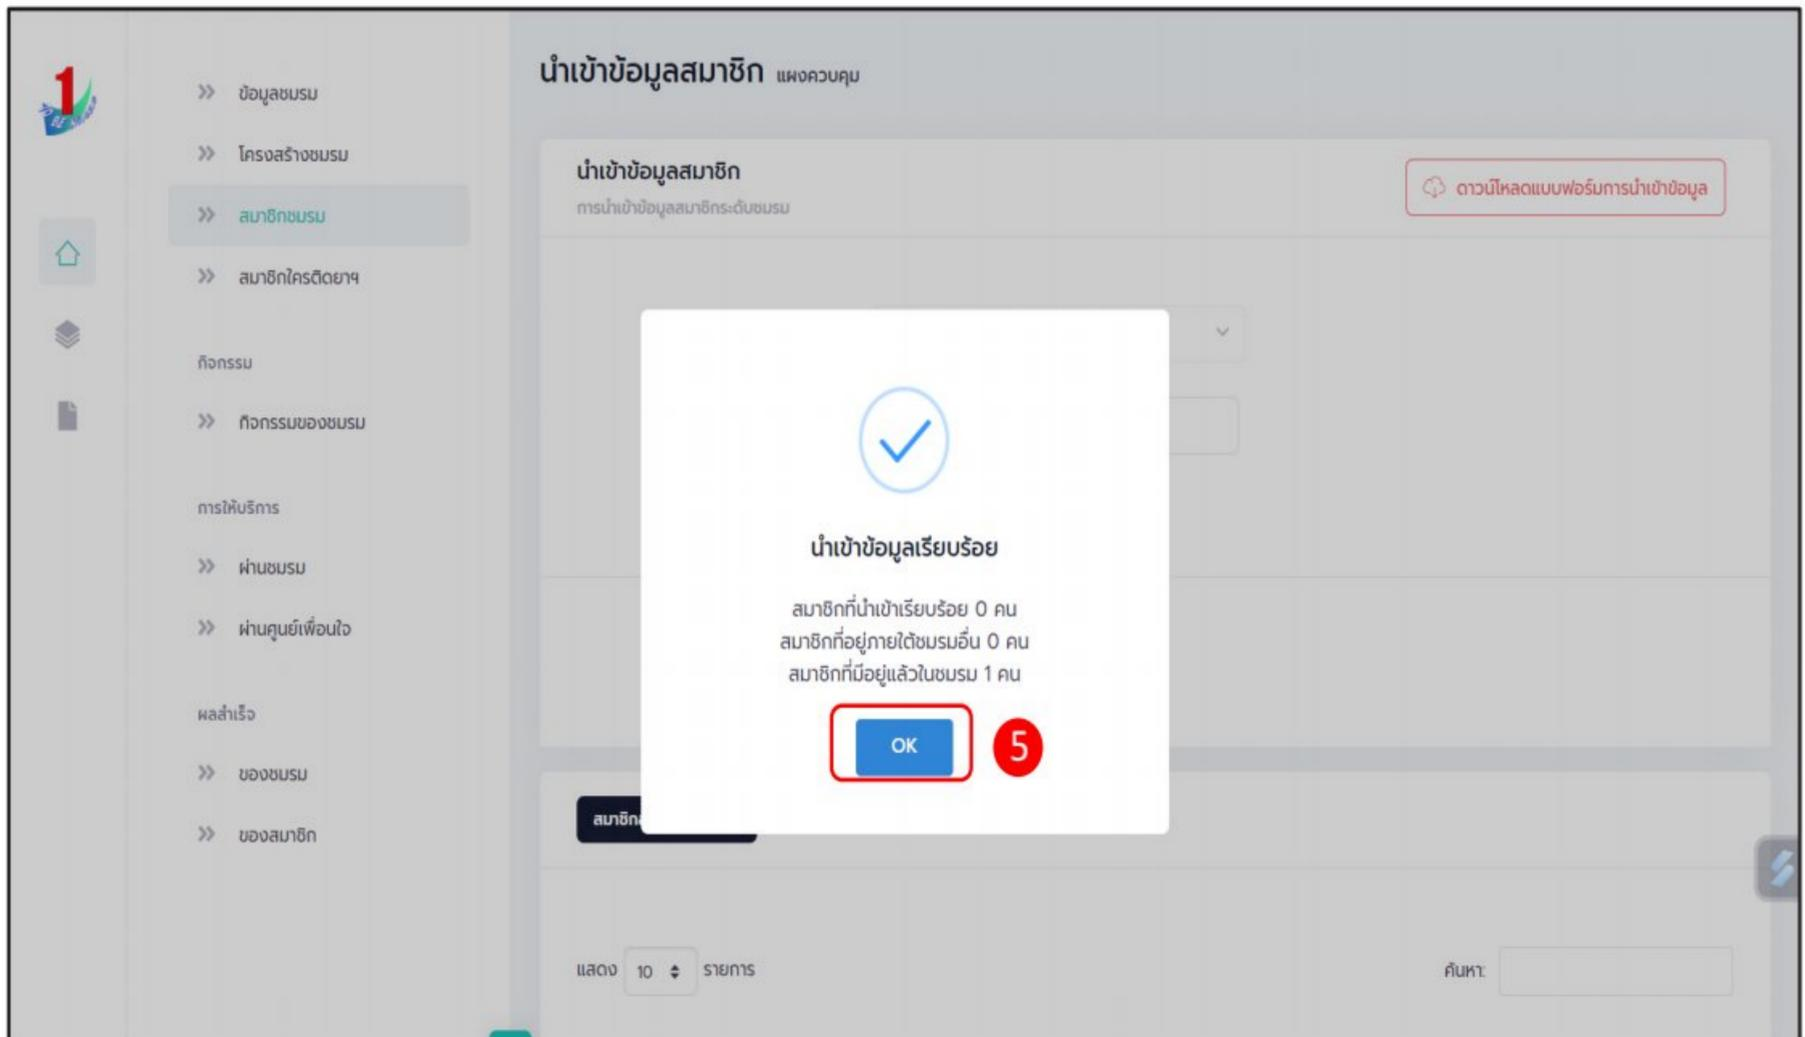 1
นำเข้าข้อมูลสมาชิก แผงควบคุม
ข้อมูลชมรม
โครงสร้างชมรม
สมาชิกชมรม
สมาชิกใครติดยาฯ
กิจกรรม
กิจกรรมของชมรม
การให้บริการ
ผ่านชมรม
ผ่านศูนย์เพื่อนใจ
ผลสำเร็จ
ของชมรม
ของสมาชิก
นำเข้าข้อมูลสมาชิก
การนำเข้าข้อมูลสมาชิกระดับชมรม
ดาวน์โหลดแบบฟอร์มการนำเข้าข้อมูล
นำเข้าข้อมูลเรียบร้อย
สมาชิกที่นำเข้าเรียบร้อย 0 คน
สมาชิกที่อยู่ภายใต้ชมรมอื่น 0 คน
สมาชิกที่มีอยู่แล้วในชมรม 1 คน
OK
5
สมาชิก
แสดง 10 รายการ
ค้นหา: